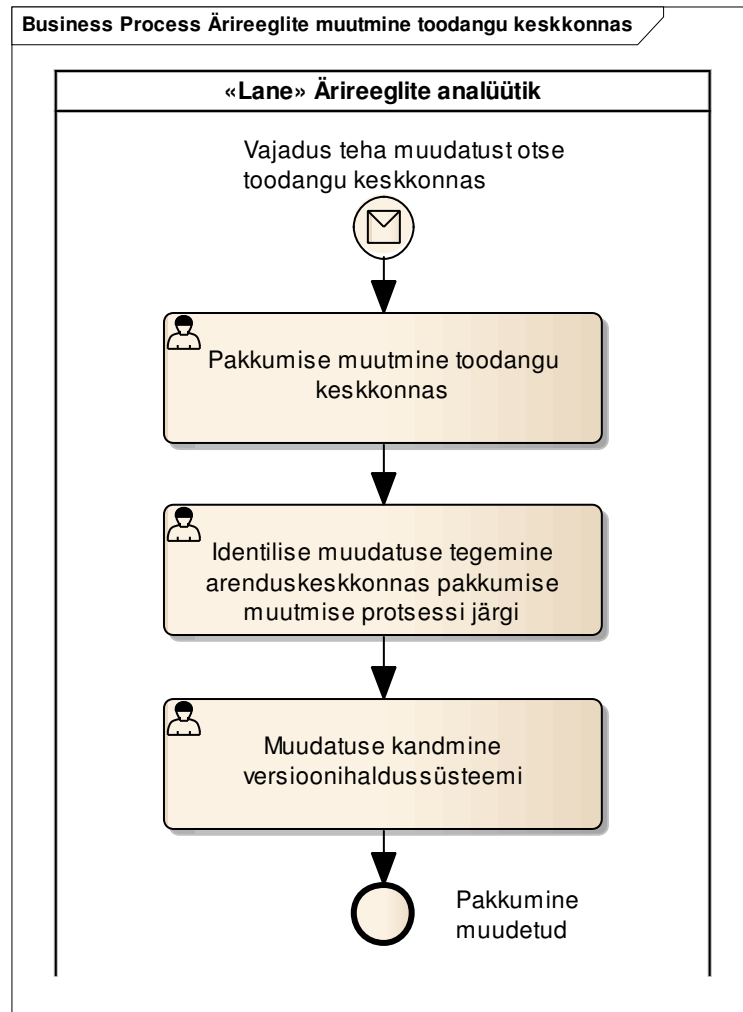 Business Process Ärireeglite muutmine toodangu keskkonnas
«Lane» Ärireeglite analüütik
Vajadus teha muudatust otse
toodangu keskkonnas
Pakkumise muutmine toodangu
keskkonnas
Identilise muudatuse tegemine
arenduskeskkonnas pakkumise
muutmise protsessi järgi
Muudatuse kandmine
versioonihaldussüsteemi
Pakkumine
muudetud